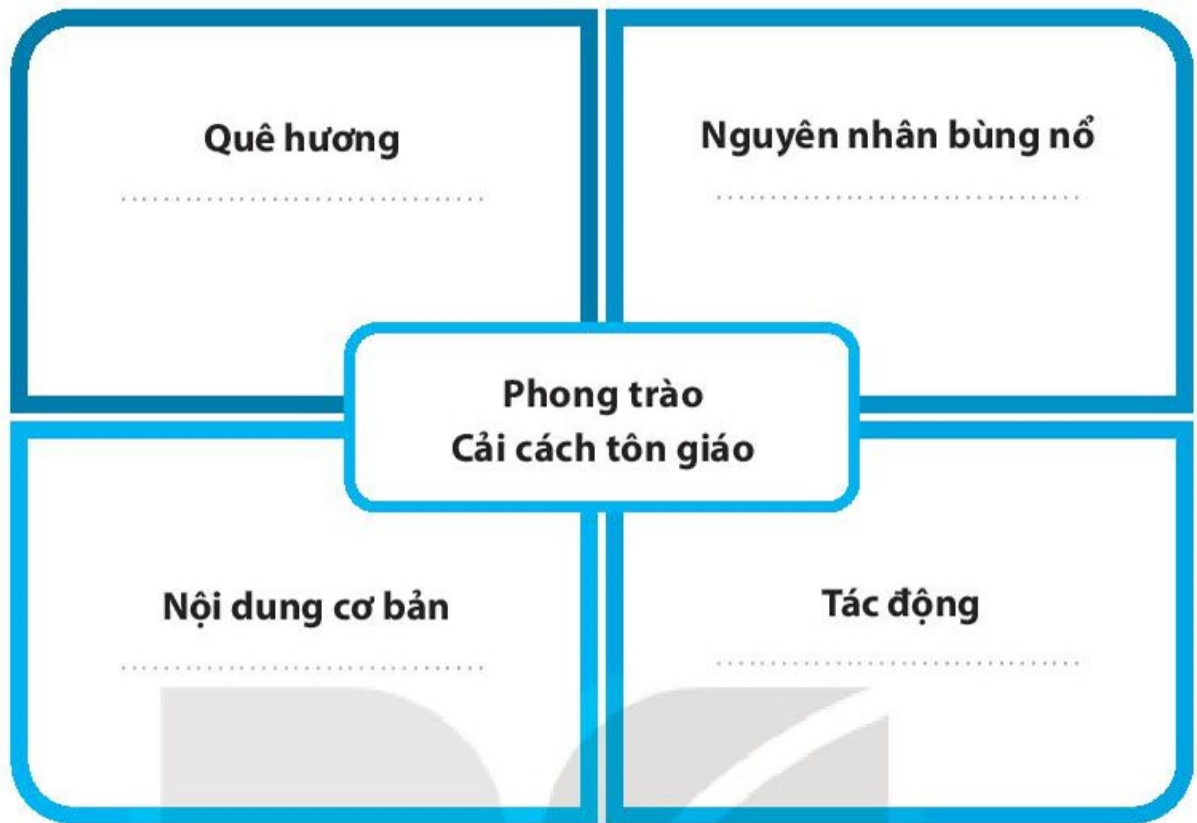 Quê hương
Nguyên nhân bùng nổ
Phong trào
Cải cách tôn giáo
Nội dung cơ bản
Tác động